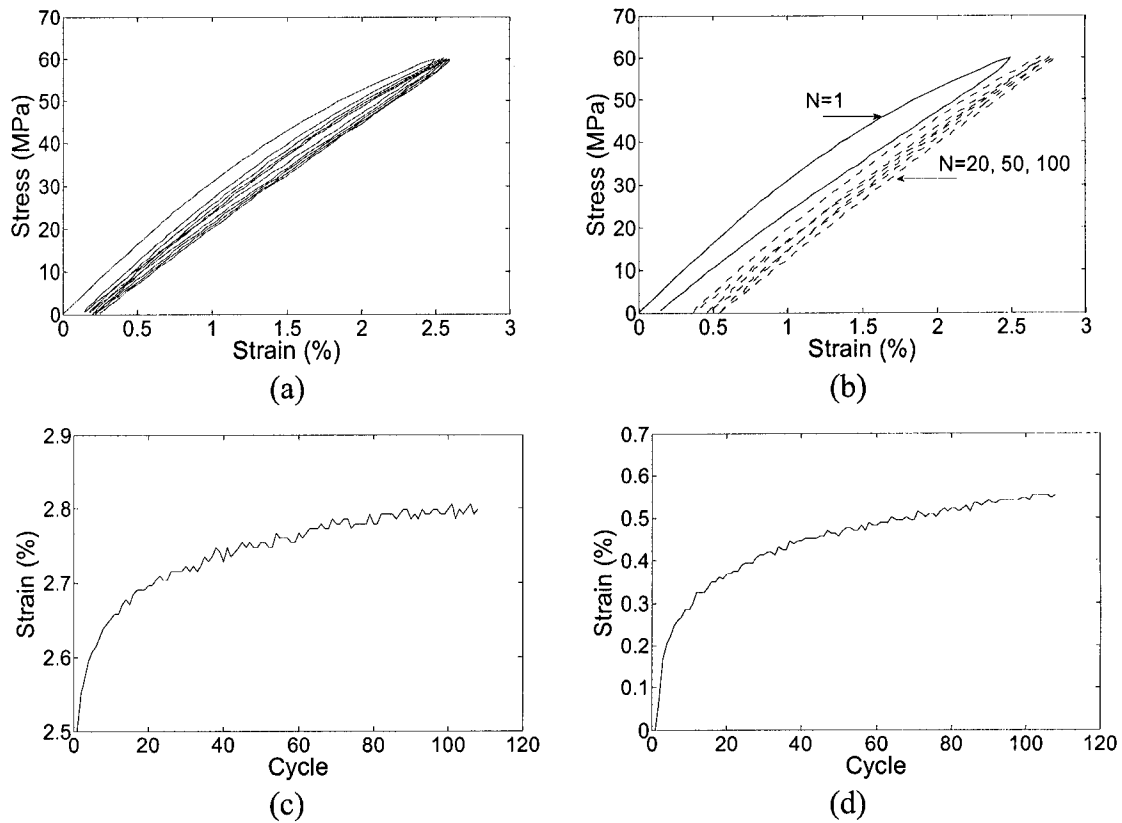 70
60
50
40
30
20
10
0
Stress (MPa)
0 0.5 1 1.5 2 2.5 3
Strain (%)
(a)
70
60
50
40
30
20
10
0
Stress (MPa)
N=1
N=20, 50, 100
0 0.5 1 1.5 2 2.5 3
Strain (%)
(b)
2.9
2.8
2.7
2.6
2.5
Strain (%)
0 20 40 60 80 100 120
Cycle
(c)
0.7
0.6
0.5
0.4
0.3
0.2
0.1
0
Strain (%)
0 20 40 60 80 100 120
Cycle
(d)